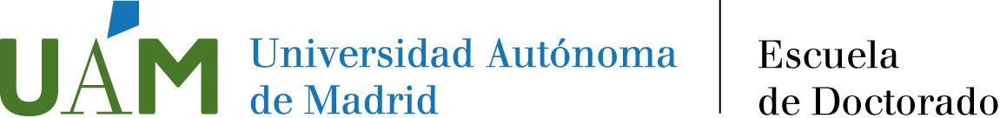 UAM
Universidad Autónoma
de Madrid
Escuela
de Doctorado